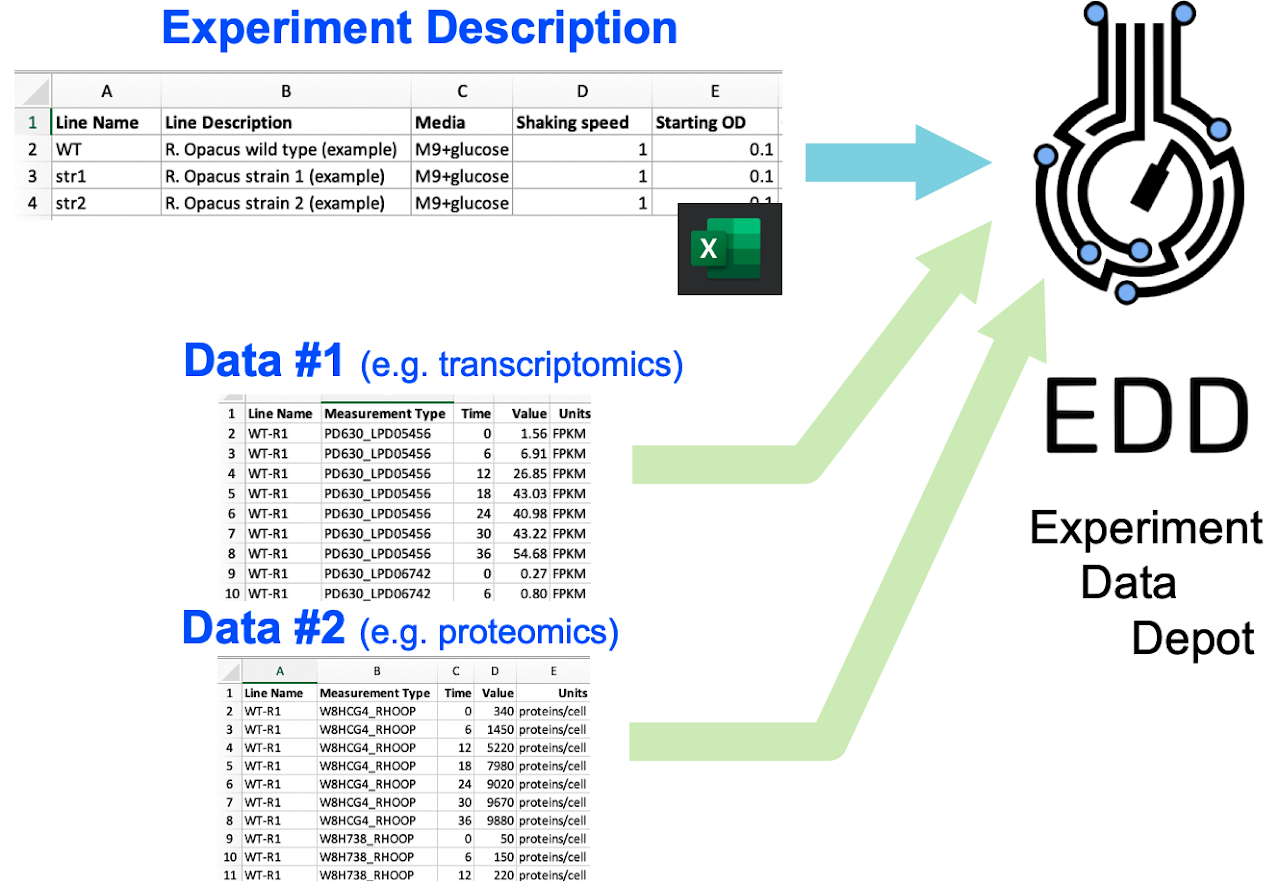 Experiment Description
A B C D E
1 Line Name Line Description Media Shaking speed Starting OD
2 WT R. Opacus wild type (example) M9+glucose 1 0.1
3 str1 R. Opacus strain 1 (example) M9+glucose 1 0.1
4 str2 R. Opacus strain 2 (example) M9+glucose 1 0.1
X
Data #1 (e.g. transcriptomics)
1 Line Name Measurement Type Time Value Units
2 WT-R1 PD630_LPD05456 0 1.56 FPKM
3 WT-R1 PD630_LPD05456 6 6.91 FPKM
4 WT-R1 PD630_LPD05456 12 26.85 FPKM
5 WT-R1 PD630_LPD05456 18 43.03 FPKM
6 WT-R1 PD630_LPD05456 24 40.98 FPKM
7 WT-R1 PD630_LPD05456 30 43.22 FPKM
8 WT-R1 PD630_LPD05456 36 54.68 FPKM
9 WT-R1 PD630_LPD06742 0 0.27 FPKM
10 WT-R1 PD630_LPD06742 6 0.80 FPKM
Data #2 (e.g. proteomics)
A B C D E
1 Line Name Measurement Type Time Value Units
2 WT-R1 W8HCG4_RHOOP 0 340 proteins/cell
3 WT-R1 W8HCG4_RHOOP 6 1450 proteins/cell
4 WT-R1 W8HCG4_RHOOP 12 5220 proteins/cell
5 WT-R1 W8HCG4_RHOOP 18 7980 proteins/cell
6 WT-R1 W8HCG4_RHOOP 24 9020 proteins/cell
7 WT-R1 W8HCG4_RHOOP 30 9670 proteins/cell
8 WT-R1 W8HCG4_RHOOP 36 9880 proteins/cell
9 WT-R1 W8H738_RHOOP 0 50 proteins/cell
10 WT-R1 W8H738_RHOOP 6 150 proteins/cell
11 WT-R1 W8H738_RHOOP 12 220 proteins/cell
EDD
Experiment
Data
Depot